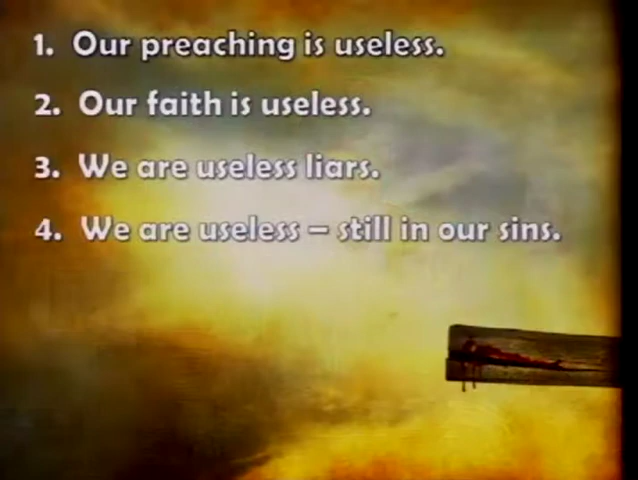 1. Our preaching is useless.
2. Our faith is useless.
3. We are useless liars.
4. We are useless – still in our sins.